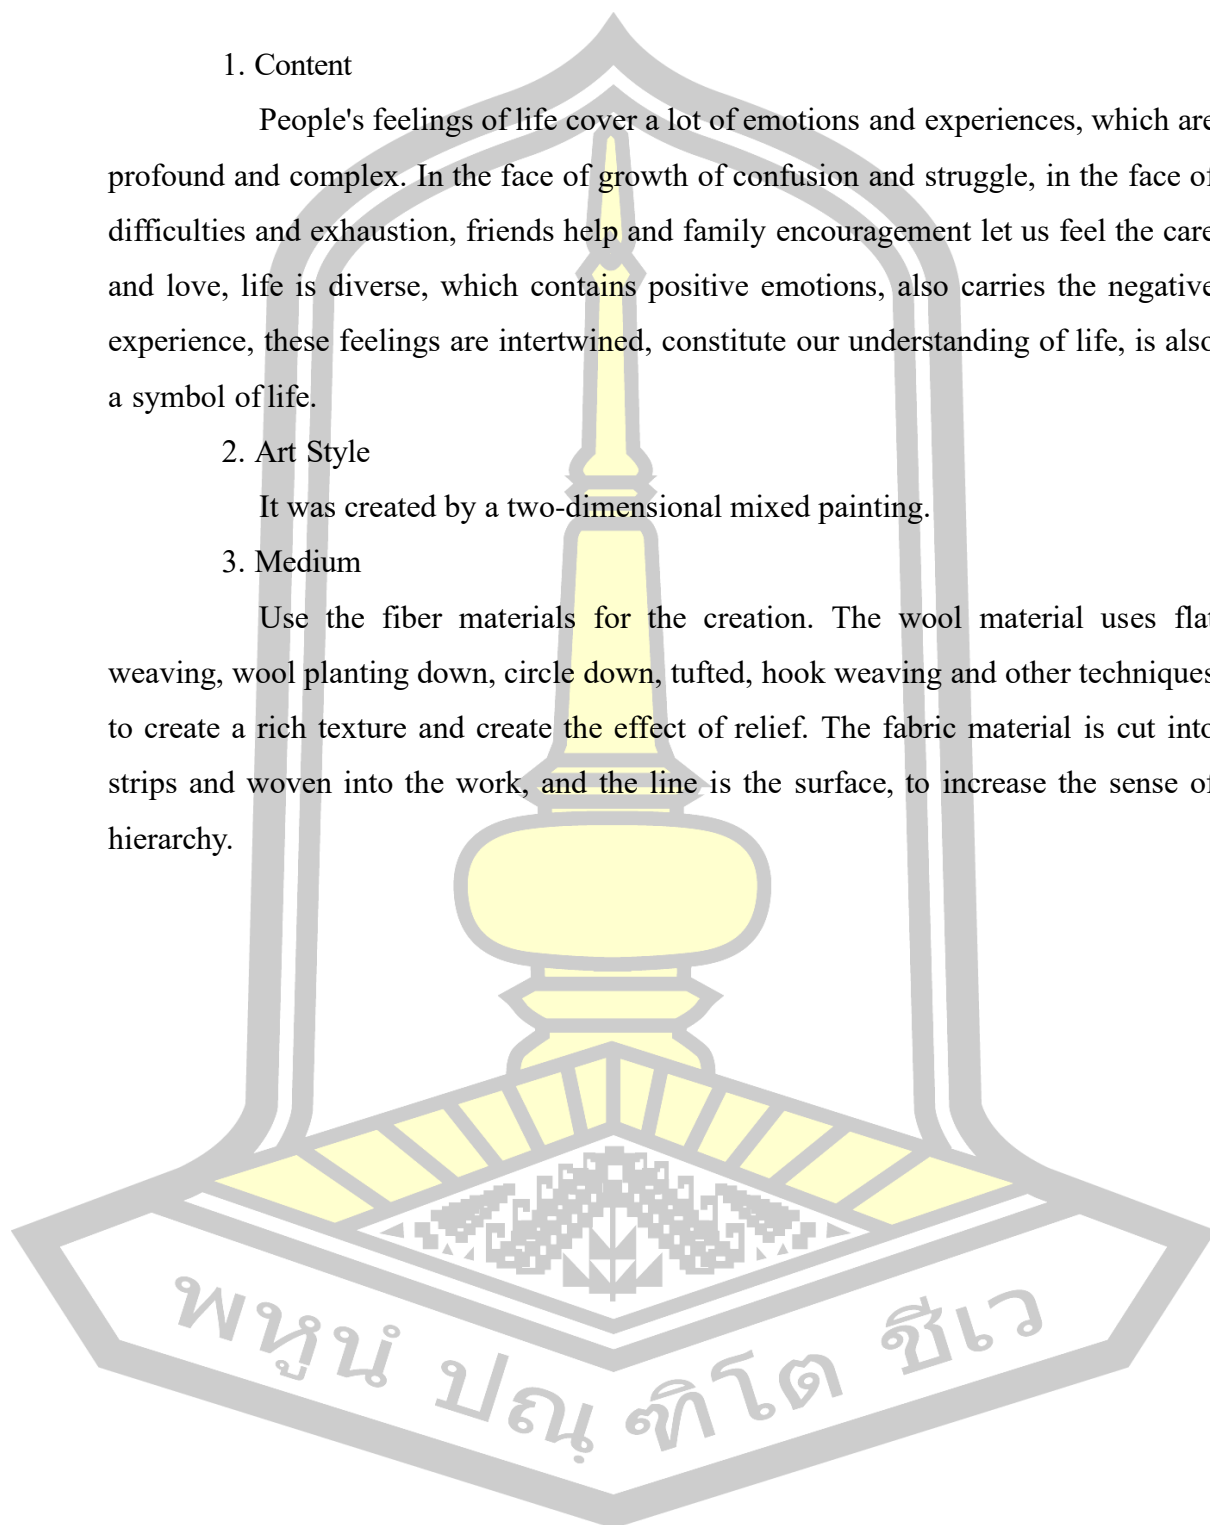 1. Content
People's feelings of life cover a lot of emotions and experiences, which are
profound and complex. In the face of growth of confusion and struggle, in the face of
difficulties and exhaustion, friends help and family encouragement let us feel the care
and love, life is diverse, which contains positive emotions, also carries the negative
experience, these feelings are intertwined, constitute our understanding of life, is also
a symbol of life.
2. Art Style
It was created by a two-dimensional mixed painting.
3. Medium
Use the fiber materials for the creation. The wool material uses flat
weaving, wool planting down, circle down, tufted, hook weaving and other techniques
to create a rich texture and create the effect of relief. The fabric material is cut into
strips and woven into the work, and the line is the surface, to increase the sense of
hierarchy.
พหูนํ ปณฺฑิโต ชีเว